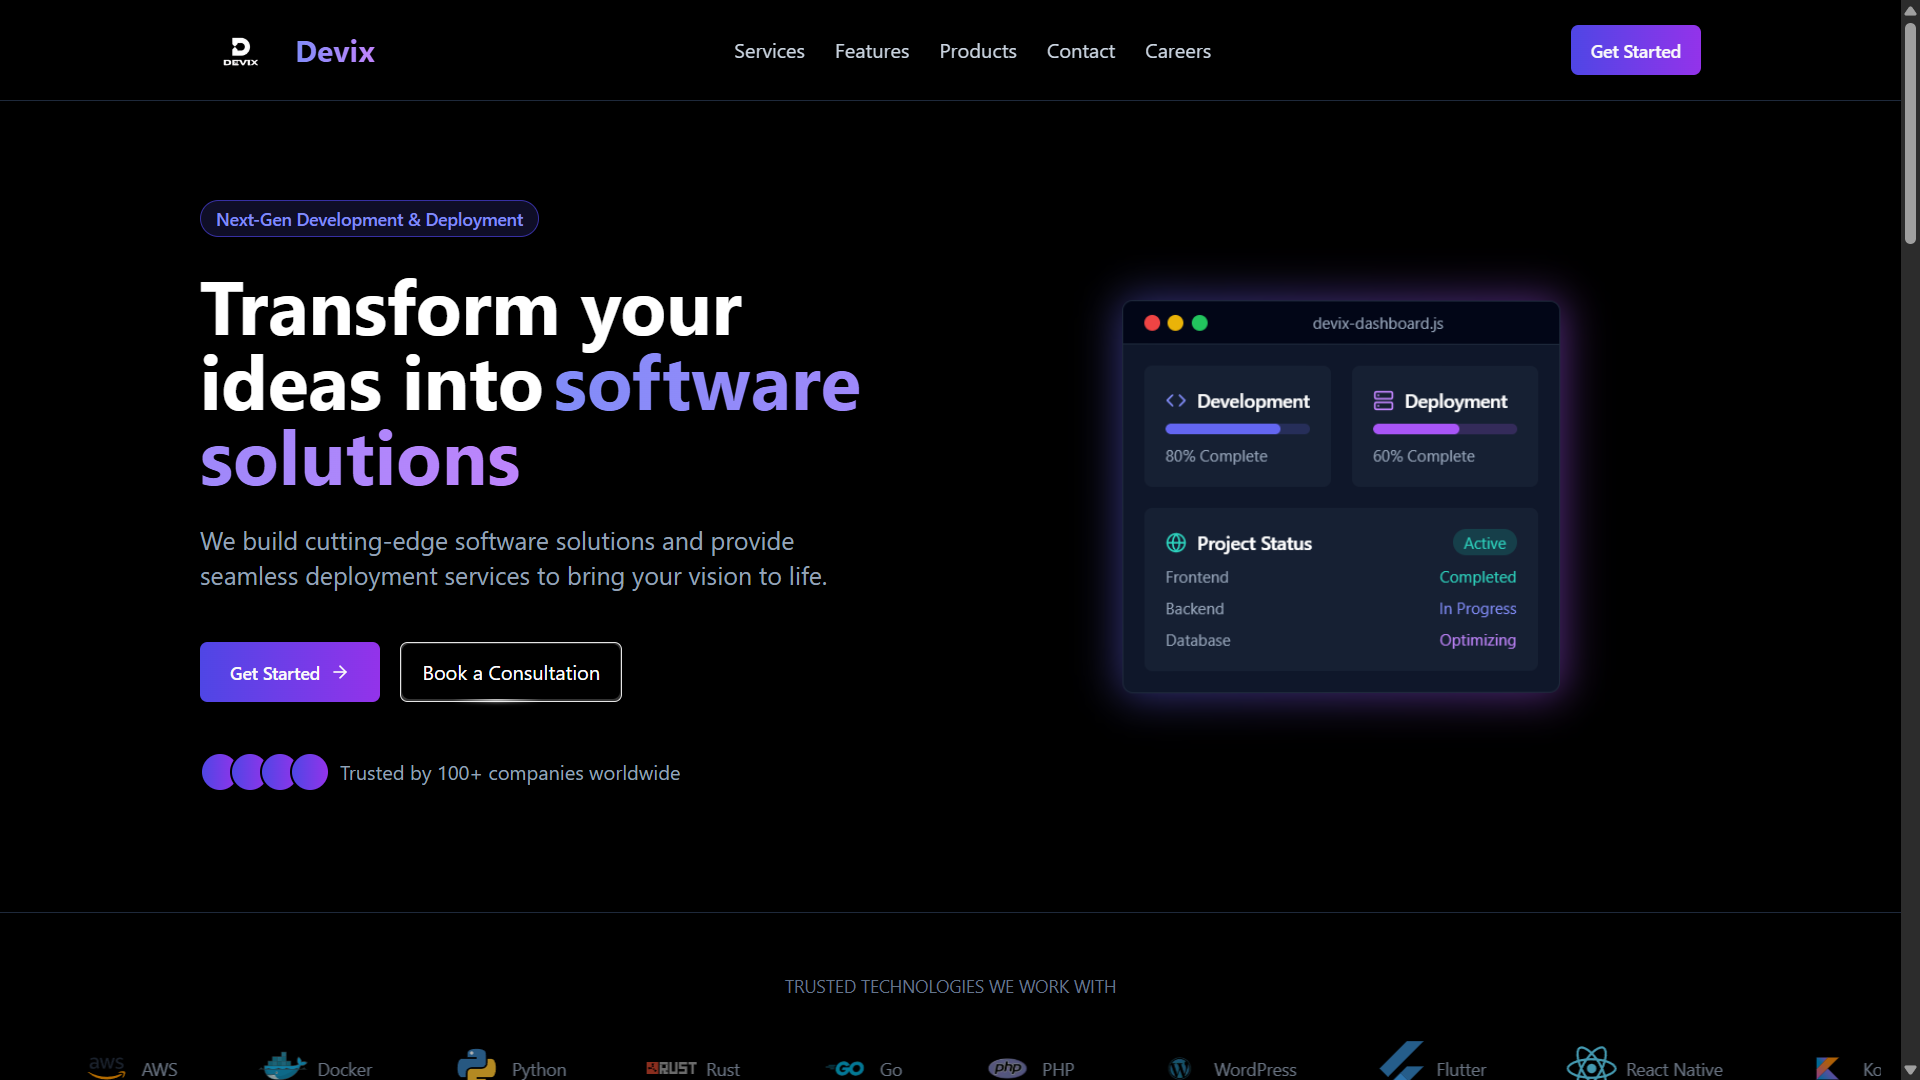 DEVIX
Devix
Services
Features
Products
Contact
Careers
Get Started
Next-Gen Development & Deployment
Transform your
ideas into software
solutions
We build cutting-edge software solutions and provide
seamless deployment services to bring your vision to life.
Get Started
Book a Consultation
Trusted by 100+ companies worldwide
devix-dashboard.js
Development
80% Complete
Deployment
60% Complete
Project Status
Active
Frontend
Completed
Backend
In Progress
Database
Optimizing
TRUSTED TECHNOLOGIES WE WORK WITH
aws
AWS
Docker
Python
RUST
Rust
GO
Go
php
PHP
WordPress
Flutter
React Native
Ko